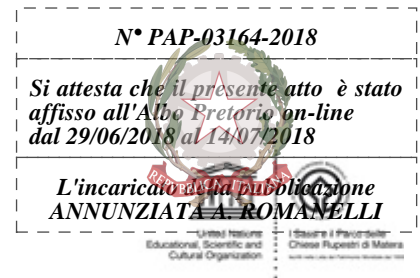 N° PAP-03164-2018
Si attesta che il presente atto è stato
affisso all'Albo Pretorio on-line
dal 29/06/2018 al 14/07/2018
L'incaricato della pubblicazione
ANNUNZIATA A. ROMANELLI
REPVBBLICA ITALIANA
United Nations
Educational, Scientific and
Cultural Organization
I Sassi e il Parco delle
Chiese Rupestri di Matera